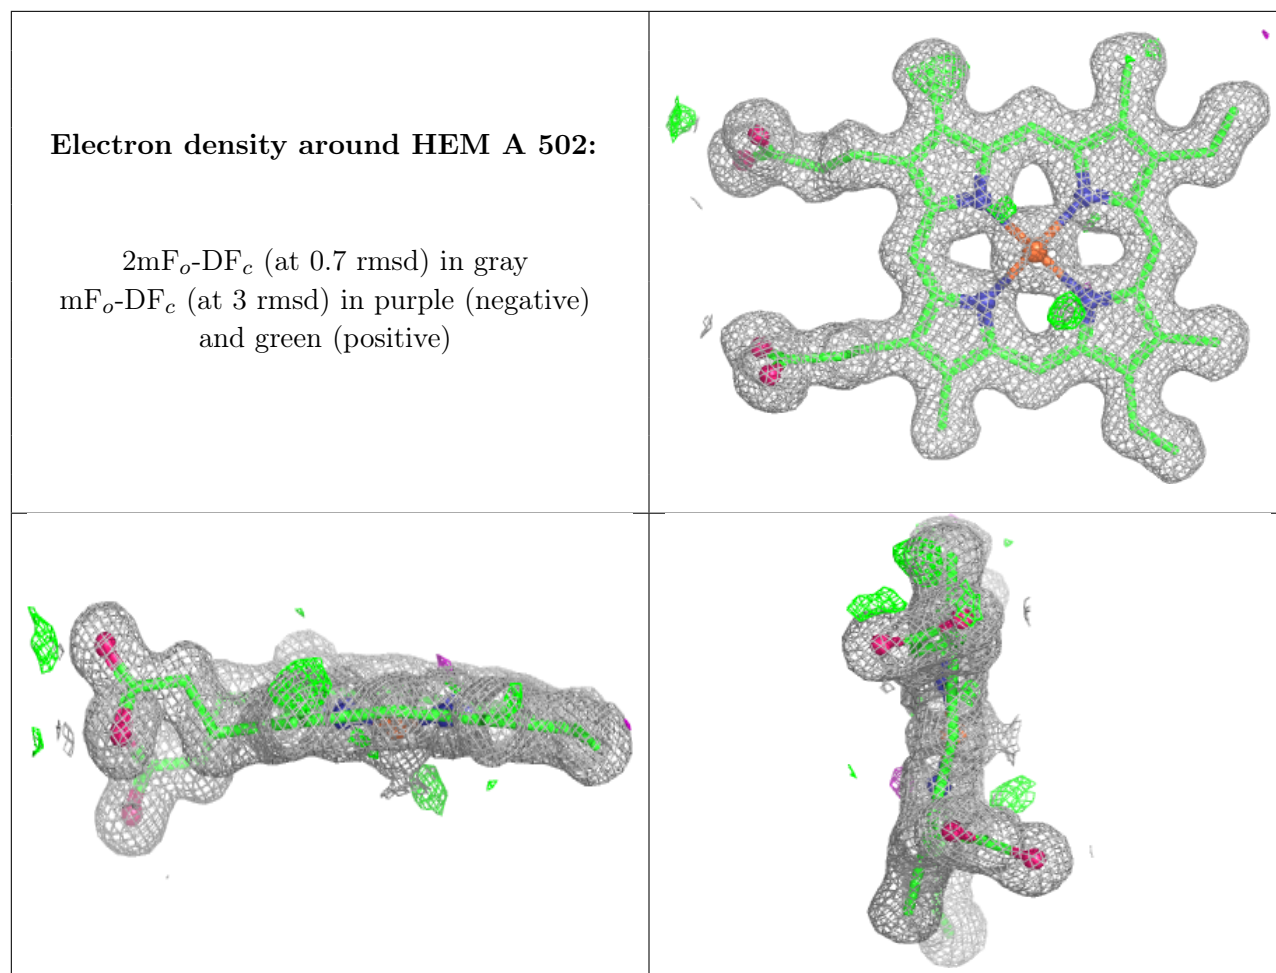 Electron density around HEM A 502:
2mFo-DFc (at 0.7 rmsd) in gray
mFo-DFc (at 3 rmsd) in purple (negative)
and green (positive)